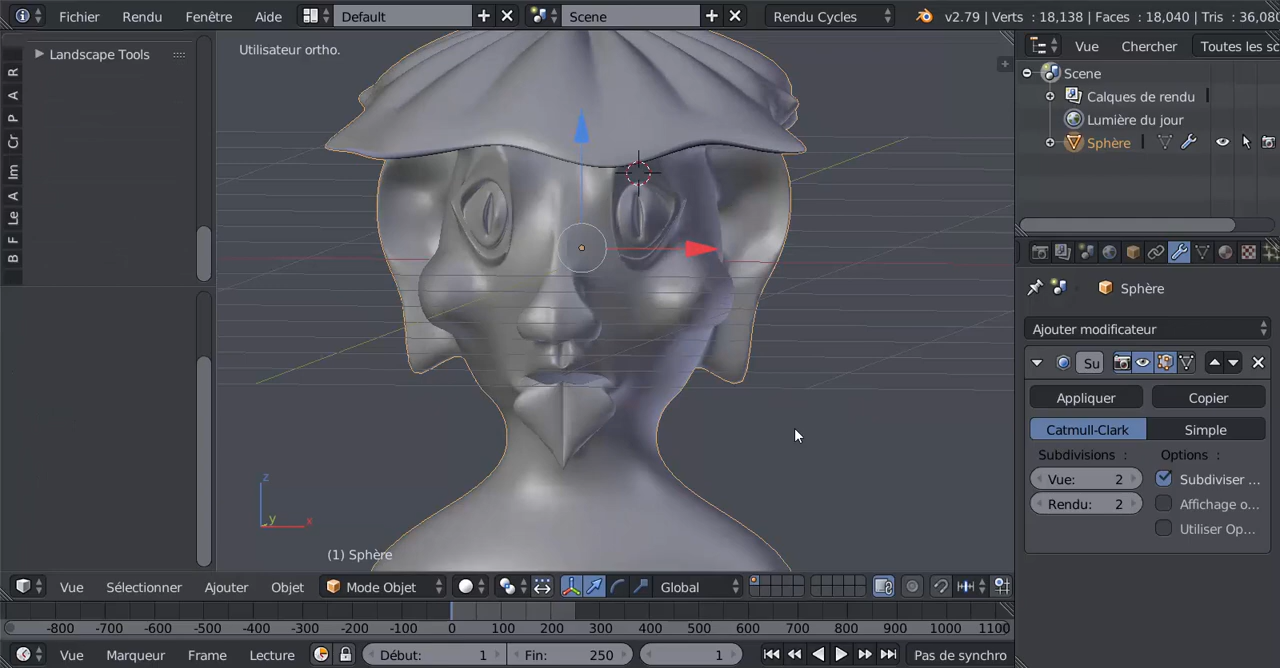 Fichier Rendu Fenêtre Aide Default Scene Rendu Cycles v2.79 | Verts : 18,138 | Faces : 18,040 | Tris : 36,080
Landscape Tools
Utilisateur ortho.
Vue Chercher Toutes les sc
Scene
Calques de rendu
Lumière du jour
Sphère
R
A
P
Cr
Im
Le
F
B
Sphère
Ajouter modificateur
Su
Appliquer Copier
Catmull-Clark Simple
Subdivisions : Options :
Vue: 2 Subdiviser ...
Rendu: 2 Affichage o...
Utiliser Op...
z
y x
(1) Sphère
Vue Sélectionner Ajouter Objet Mode Objet Global
-800 -700 -600 -500 -400 -300 -200 -100 0 100 200 300 400 500 600 700 800 900 1000 1100
Vue Marqueur Frame Lecture Début: 1 Fin: 250 1 Pas de synchro